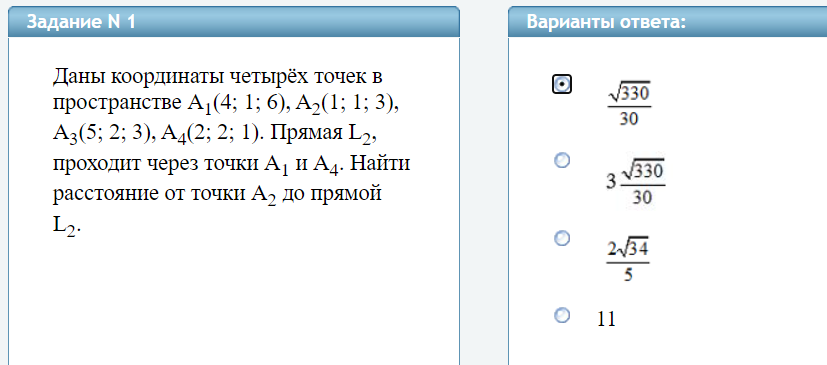 Задание N 1
Даны координаты четырёх точек в
пространстве A₁(4; 1; 6), A₂(1; 1; 3),
A₃(5; 2; 3), A₄(2; 2; 1). Прямая L₂,
проходит через точки A₁ и A₄. Найти
расстояние от точки A₂ до прямой
L₂.
Варианты ответа:
√330
30
3 √330
30
2√34
5
11